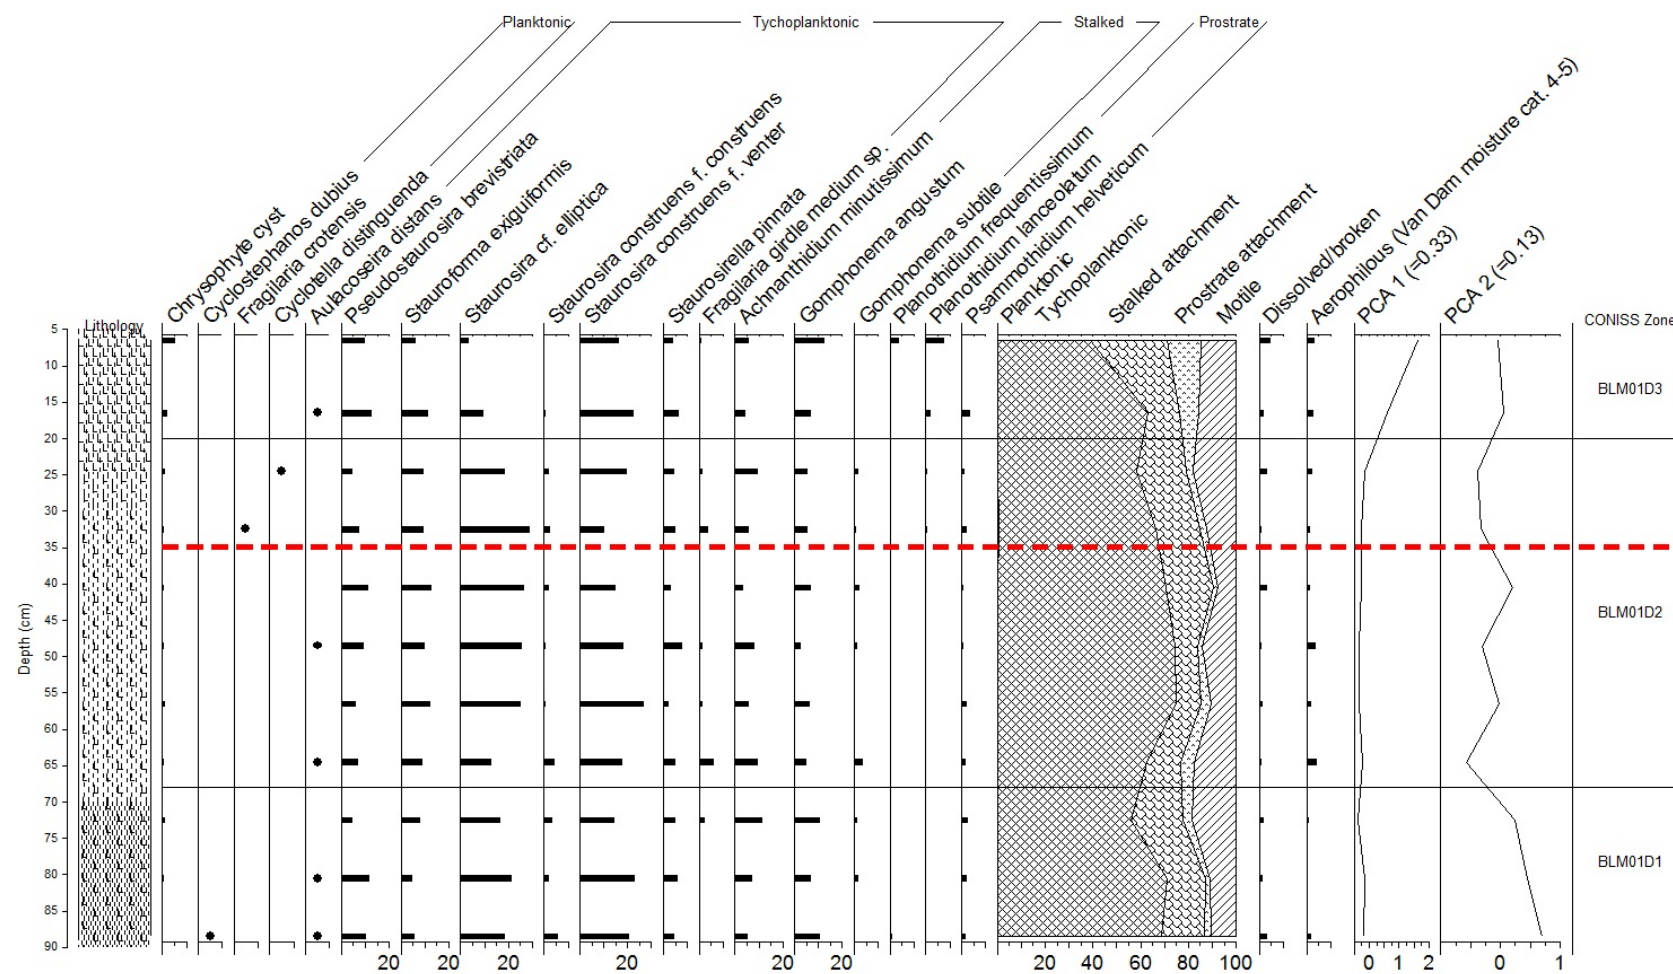 Planktonic
Tychoplanktonic
Stalked
Prostrate
Chrysophyte cyst
Cyclostephanos dubius
Fragilaria crotensis
Cyclotella distinguenda
Aulacoseira distans
Pseudostaurosira brevistriata
Stauroforma exiguiformis
Staurosira cf. elliptica
Staurosira construens f. construens
Staurosira construens f. venter
Staurosirella pinnata
Fragilaria girdle medium sp.
Achnanthidium minutissimum
Gomphonema angustum
Gomphonema subtile
Planothidium frequentissimum
Planothidium lanceolatum
Psammothidium helveticum
Planktonic
Tychoplanktonic
Stalked attachment
Prostrate attachment
Motile
Dissolved/broken
Aerophilous (Van Dam moisture cat. 4-5)
PCA 1 (=0.33)
PCA 2 (=0.13)
Lithology
CONISS Zone
Depth (cm)
5
10
15
20
25
30
35
40
45
50
55
60
65
70
75
80
85
90
BLM01D3
BLM01D2
BLM01D1
20 20 20 20 20 20 40 60 80 100 0 1 2 0 1